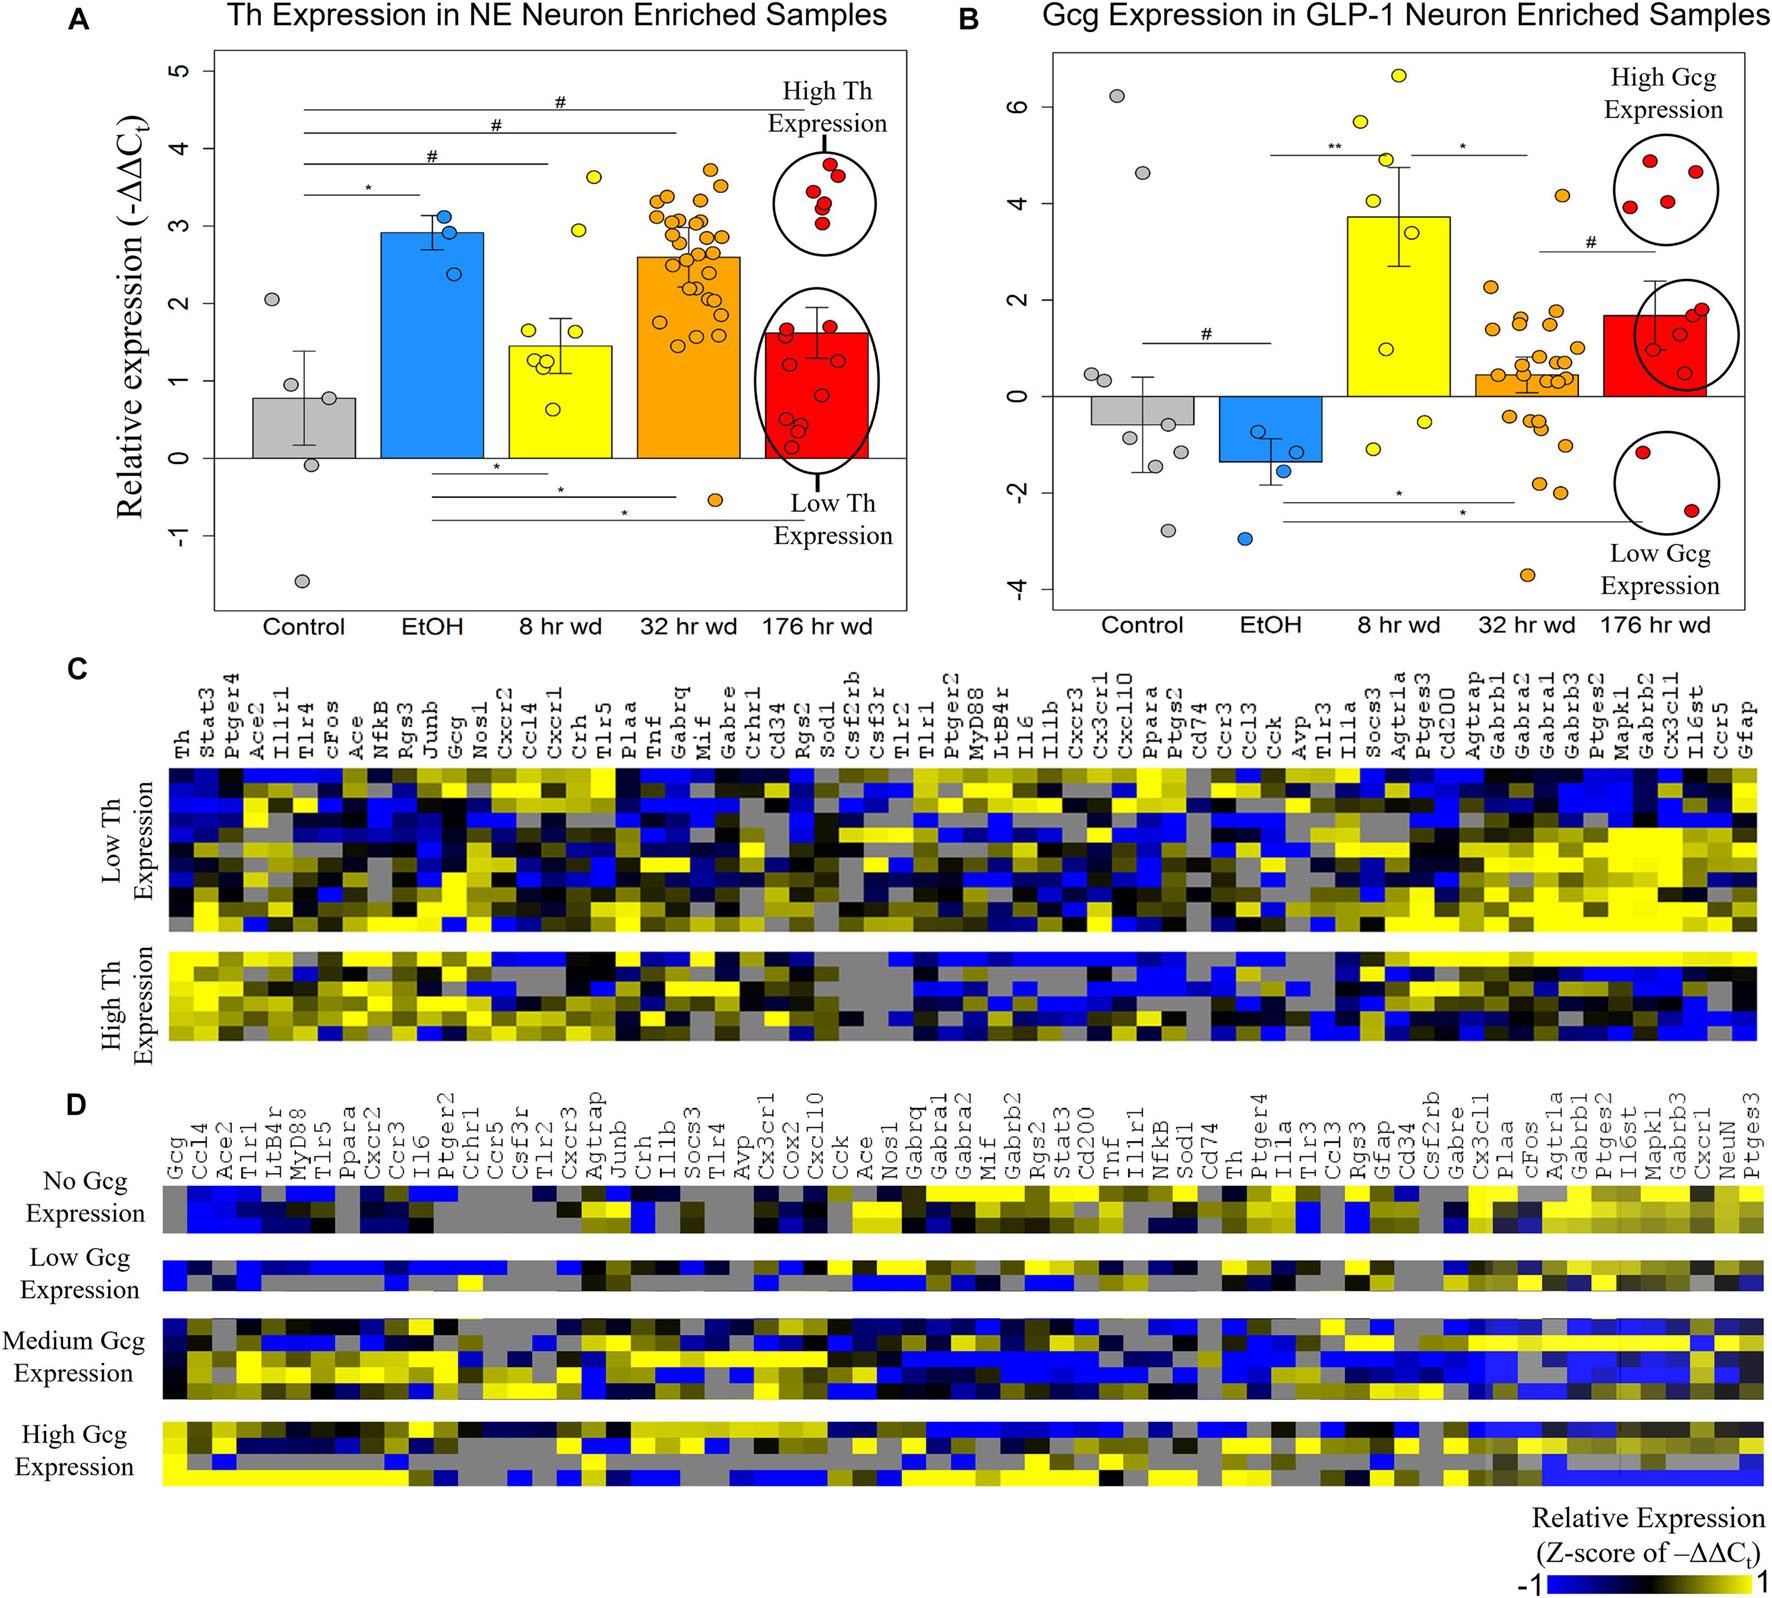 A
Th Expression in NE Neuron Enriched Samples
Relative expression (-ΔΔCt)
5
4
3
2
1
0
-1
#
#
#
*
*
*
*
High Th
Expression
Low Th
Expression
Control
EtOH
8 hr wd
32 hr wd
176 hr wd
B
Gcg Expression in GLP-1 Neuron Enriched Samples
6
4
2
0
-2
-4
**
*
#
#
*
*
High Gcg
Expression
Low Gcg
Expression
Control
EtOH
8 hr wd
32 hr wd
176 hr wd
C
Th
Stat3
Ptger4
Ace2
Il1r1
Tlr4
cFos
Ace
NfkB
Rgs3
Junb
Gcg
Nos1
Cxcr2
Ccl4
Cxcr1
Crh
Tlr5
Plaa
Tnf
Gabrq
Mif
Gabre
Crhr1
Cd34
Rgs2
Sod1
Csf2rb
Csf3r
Tlr2
Tlr1
Ptger2
MyD88
LtB4r
Il6
Il1b
Cxcr3
Cx3cr1
Cxcl10
Ppara
Ptgs2
Cd74
Ccr3
Ccl3
Cck
Avp
Tlr3
Il1a
Socs3
Agtr1a
Ptges3
Cd200
Agtrap
Gabrb1
Gabra2
Gabra1
Gabrb3
Ptges2
Mapk1
Gabrb2
Cx3cl1
Il6st
Ccr5
Gfap
Low Th
Expression
High Th
Expression
D
Gcg
Ccl4
Ace2
Tlr1
LtB4r
MyD88
Tlr5
Ppara
Cxcr2
Ccr3
Il6
Ptger2
Crhr1
Ccr5
Csf3r
Tlr2
Cxcr3
Agtrap
Junb
Crh
Il1b
Socs3
Tlr4
Avp
Cx3cr1
Cox2
Cxcl10
Cck
Ace
Nos1
Gabrq
Gabra1
Gabra2
Mif
Gabrb2
Rgs2
Stat3
Cd200
Tnf
Il1r1
NfkB
Sod1
Cd74
Th
Ptger4
Il1a
Tlr3
Ccl3
Rgs3
Gfap
Cd34
Csf2rb
Gabre
Cx3cl1
Plaa
cFos
Agtr1a
Gabrb1
Ptges2
Il6st
Mapk1
Gabrb3
Cxcr1
NeuN
Ptges3
No Gcg
Expression
Low Gcg
Expression
Medium Gcg
Expression
High Gcg
Expression
Relative Expression
(Z-score of –ΔΔCt)
-1
1